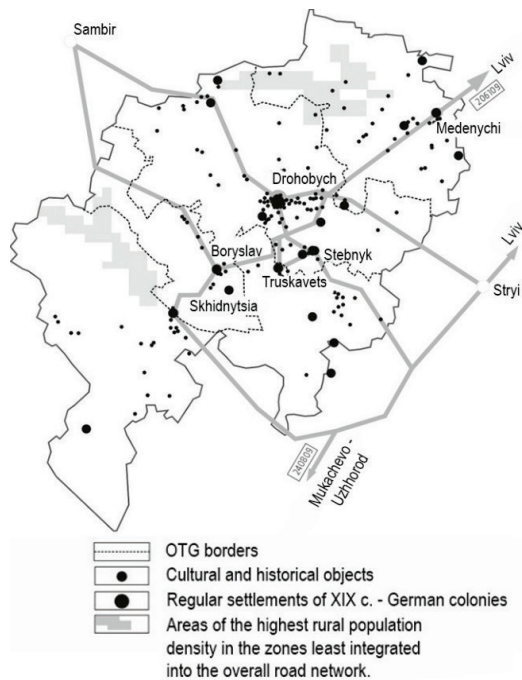 Sambir
Lviv
206109
Medenychi
Drohobych
Lviv
Boryslav
Stebnyk
Truskavets
Stryi
Skhidnytsia
240809
Mukachevo -
Uzhhorod
OTG borders
Cultural and historical objects
Regular settlements of XIX c. - German colonies
Areas of the highest rural population
density in the zones least integrated
into the overall road network.